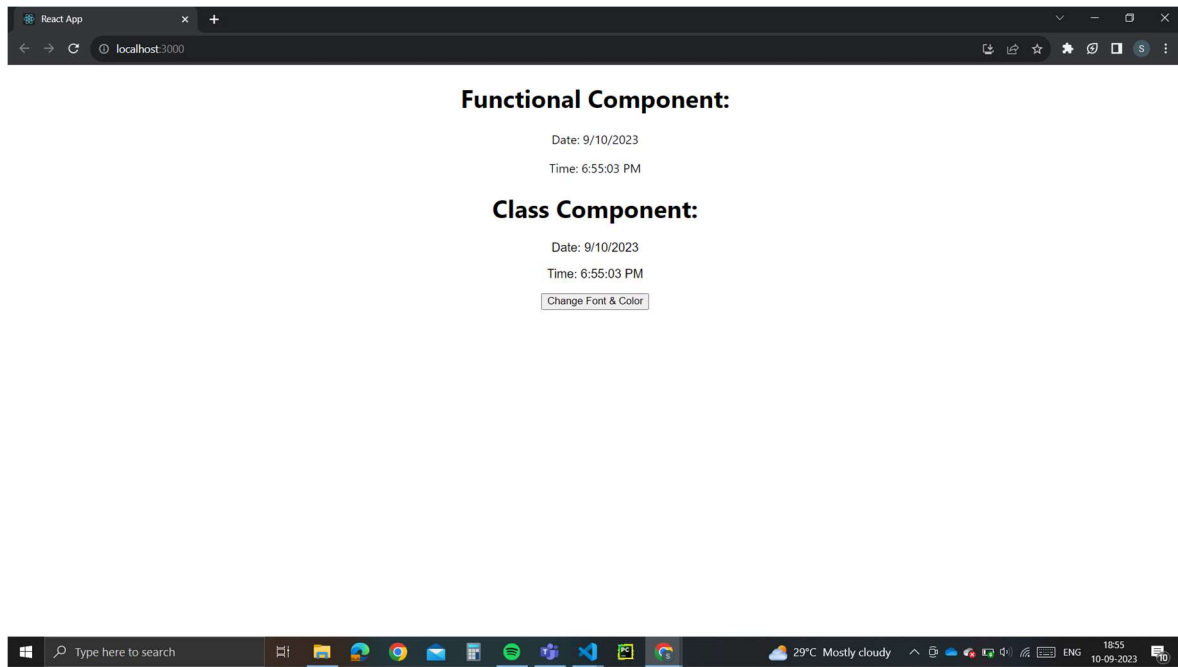 React App
localhost:3000
S
Functional Component:
Date: 9/10/2023
Time: 6:55:03 PM
Class Component:
Date: 9/10/2023
Time: 6:55:03 PM
Change Font & Color
Type here to search
PC
29°C Mostly cloudy
ENG
18:55
10-09-2023
10